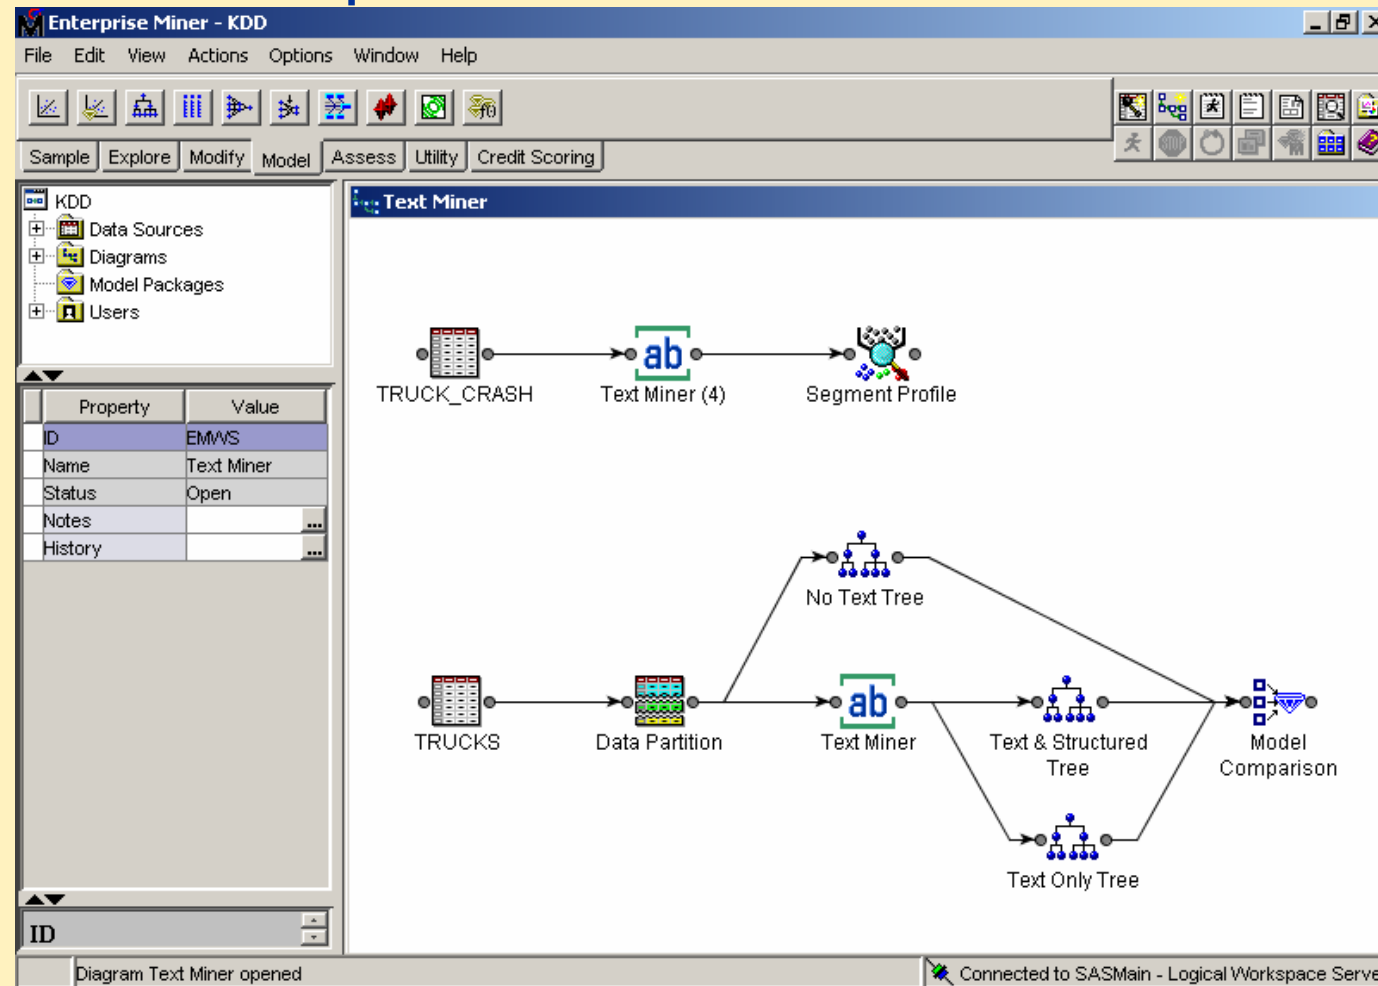 Enterprise Miner - KDD
File Edit View Actions Options Window Help
Sample Explore Modify Model Assess Utility Credit Scoring
KDD
Data Sources
Diagrams
Model Packages
Users
Text Miner
TRUCK_CRASH
Text Miner (4)
Segment Profile
Property Value
ID EMWS
Name Text Miner
Status Open
Notes ...
History ...
No Text Tree
TRUCKS
Data Partition
Text Miner
Text & Structured
Tree
Model
Comparison
Text Only Tree
ID
Diagram Text Miner opened
Connected to SASMain - Logical Workspace Serve